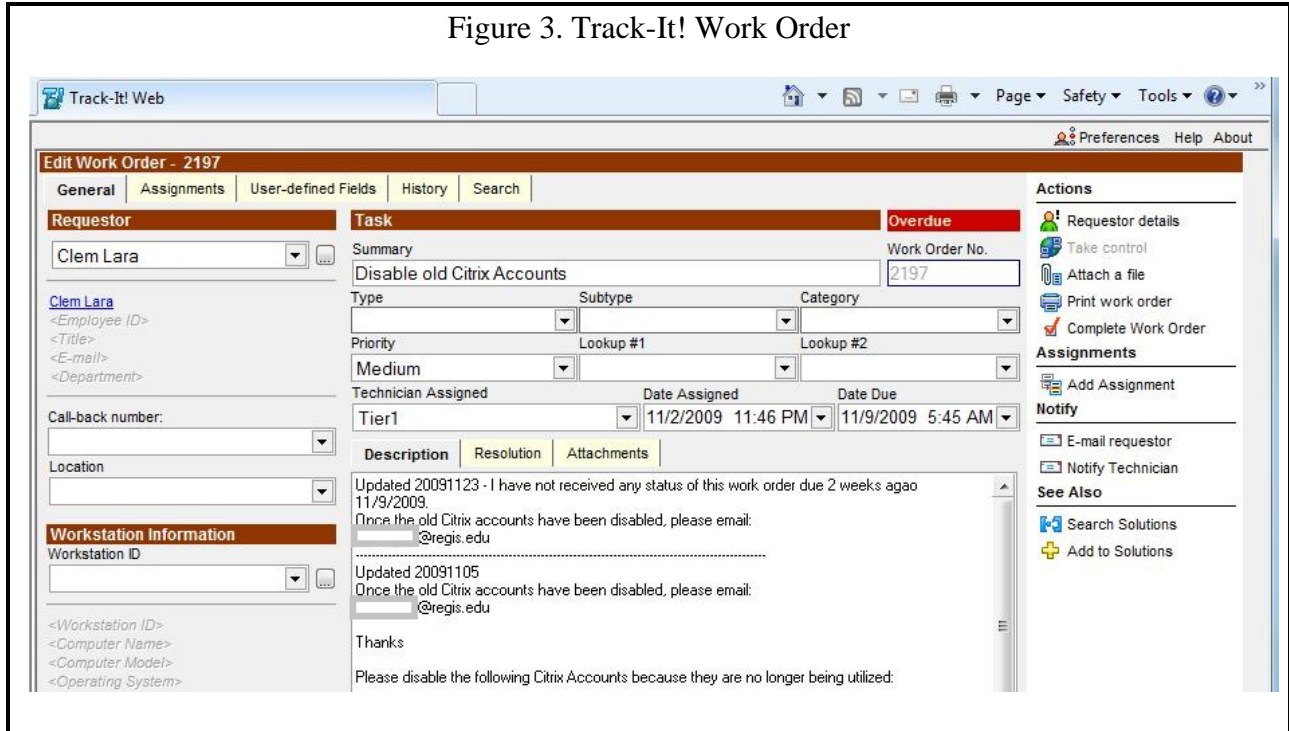 Figure 3. Track-It! Work Order
Track-It! Web
Page Safety Tools
Preferences Help About
Edit Work Order - 2197
General Assignments User-defined Fields History Search
Requestor
Clem Lara
Clem Lara
<Employee ID>
<Title>
<E-mail>
<Department>
Call-back number:
Location
Workstation Information
Workstation ID
<Workstation ID>
<Computer Name>
<Computer Model>
<Operating System>
Task
Overdue
Summary
Work Order No.
Disable old Citrix Accounts
2197
Type Subtype Category
Priority Lookup #1 Lookup #2
Medium
Technician Assigned Date Assigned Date Due
Tier1 11/2/2009 11:46 PM 11/9/2009 5:45 AM
Description Resolution Attachments
Updated 20091123 - I have not received any status of this work order due 2 weeks agao
11/9/2009.
Once the old Citrix accounts have been disabled, please email:
@regis.edu
--------------------------------------------------------------------------------
Updated 20091105
Once the old Citrix accounts have been disabled, please email:
@regis.edu
Thanks
Please disable the following Citrix Accounts because they are no longer being utilized:
Actions
Requestor details
Take control
Attach a file
Print work order
Complete Work Order
Assignments
Add Assignment
Notify
E-mail requestor
Notify Technician
See Also
Search Solutions
Add to Solutions